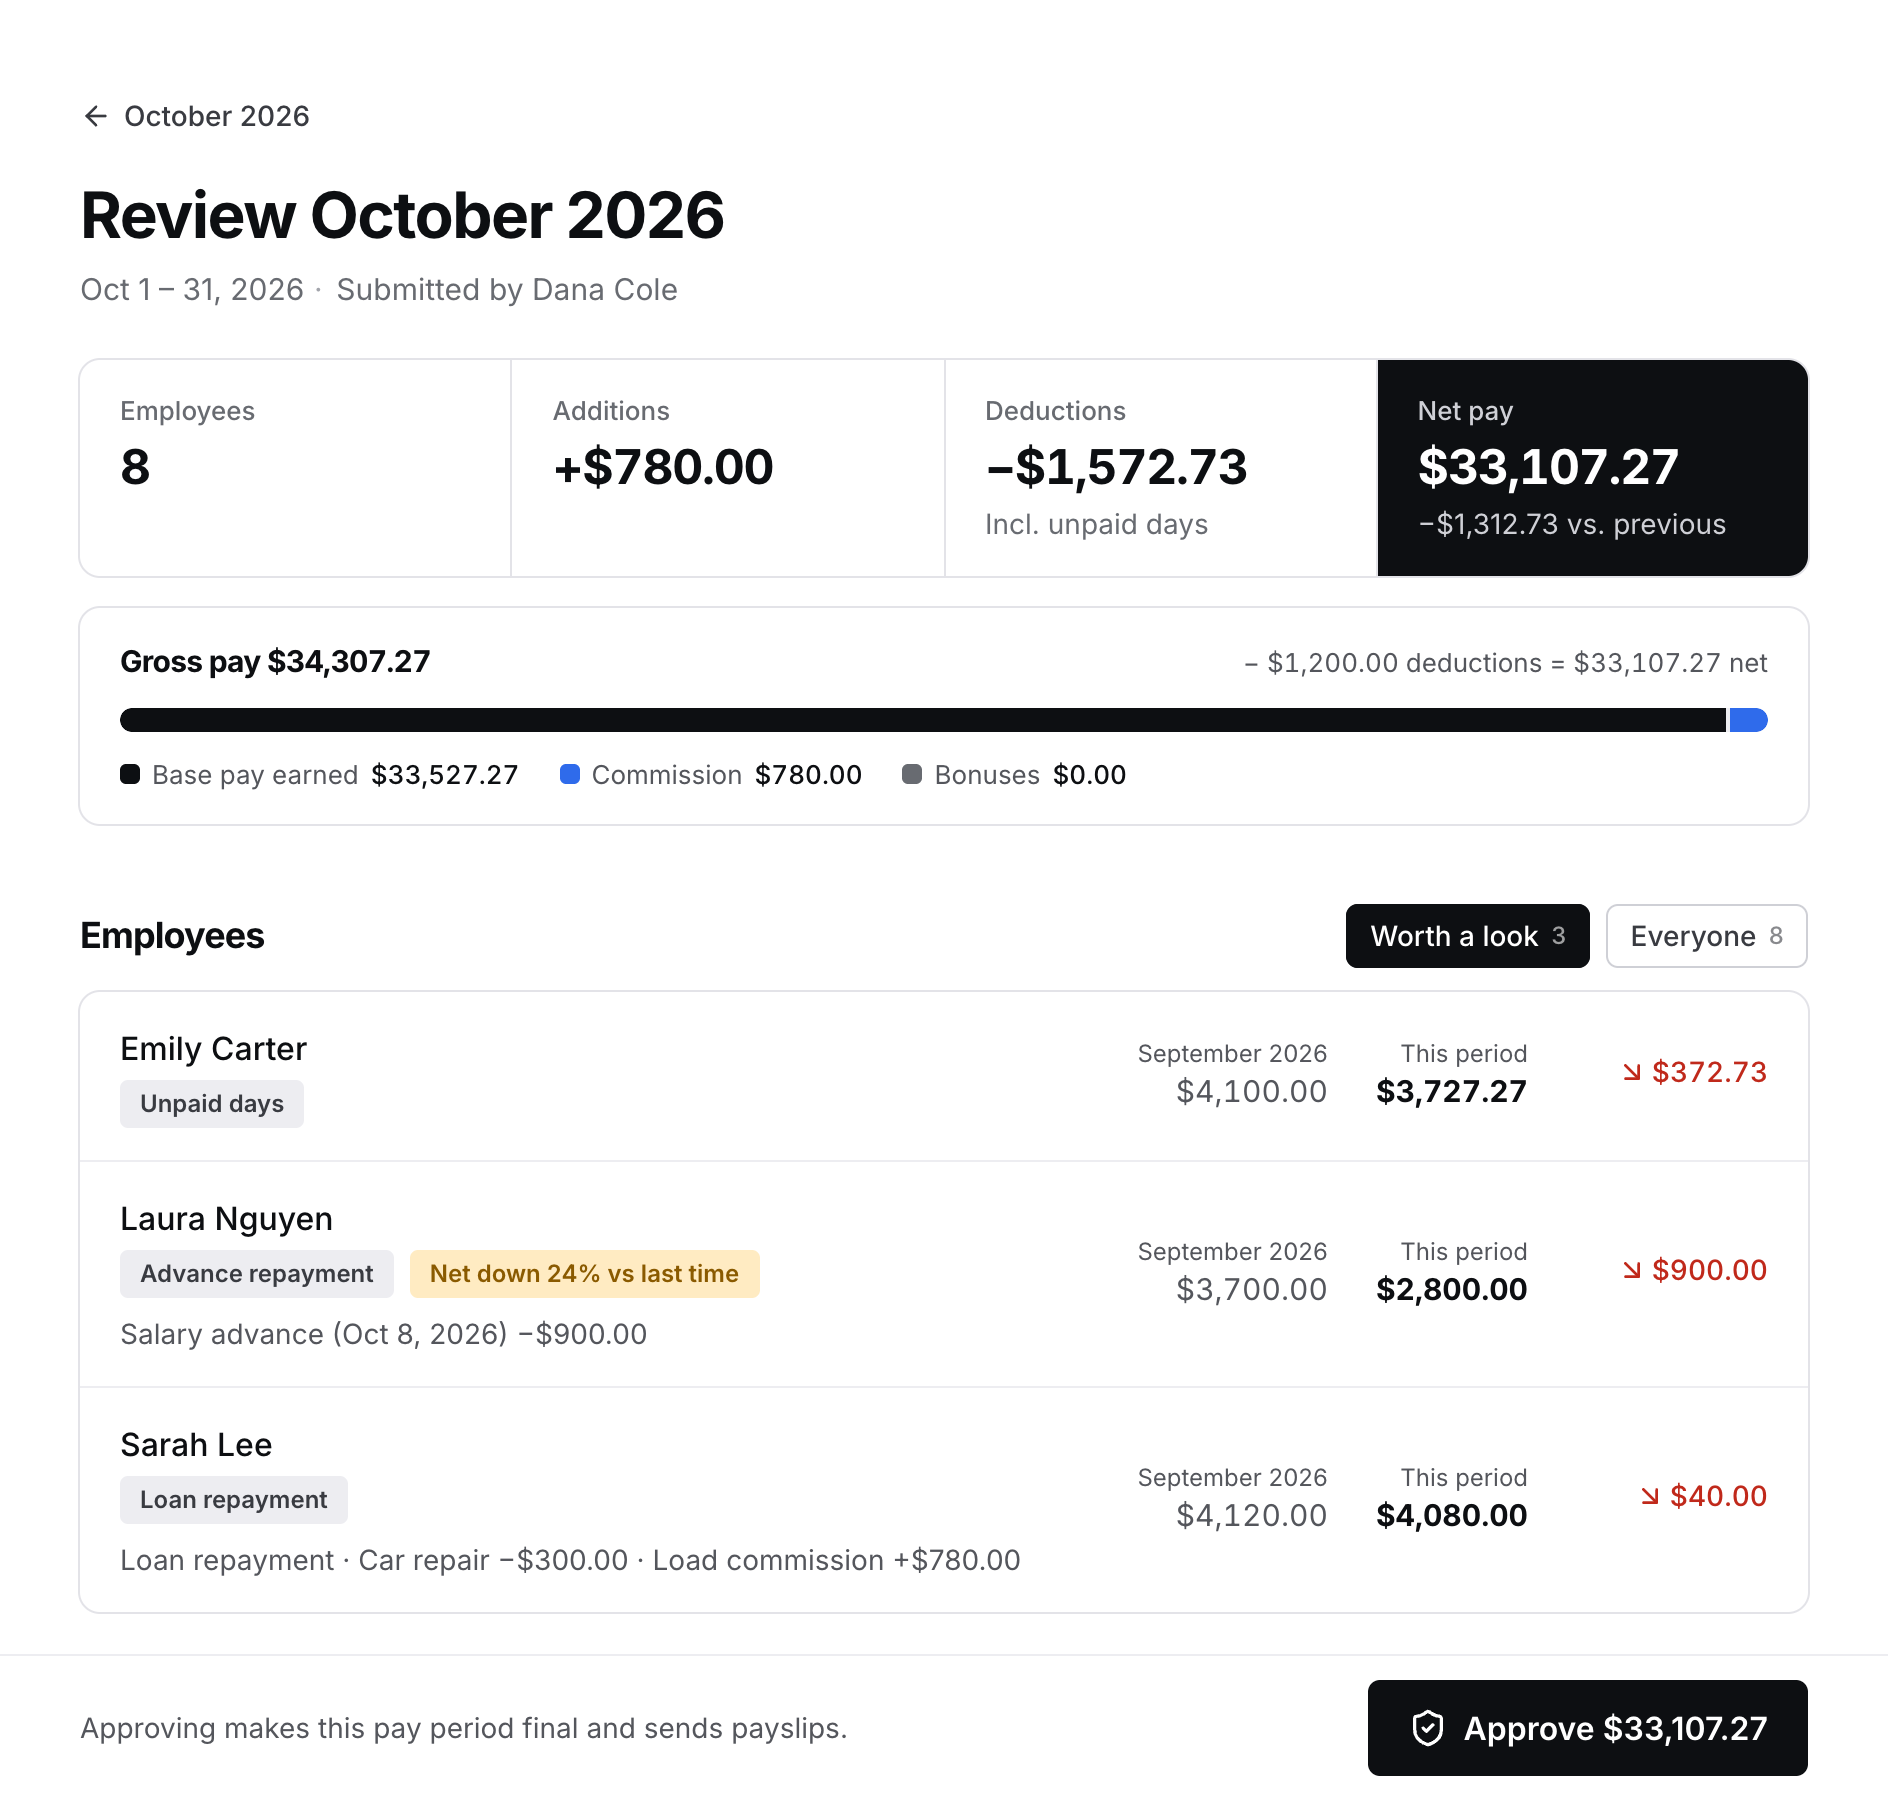 October 2026
Review October 2026
Oct 1 – 31, 2026 · Submitted by Dana Cole
Employees
8
Additions
+$780.00
Deductions
−$1,572.73
Incl. unpaid days
Net pay
$33,107.27
−$1,312.73 vs. previous
Gross pay $34,307.27
− $1,200.00 deductions = $33,107.27 net
Base pay earned $33,527.27 Commission $780.00 Bonuses $0.00
Employees
Worth a look 3
Everyone 8
Emily Carter
Unpaid days
September 2026
$4,100.00
This period
$3,727.27
↘ $372.73
Laura Nguyen
Advance repayment
Net down 24% vs last time
Salary advance (Oct 8, 2026) −$900.00
September 2026
$3,700.00
This period
$2,800.00
↘ $900.00
Sarah Lee
Loan repayment
Loan repayment · Car repair −$300.00 · Load commission +$780.00
September 2026
$4,120.00
This period
$4,080.00
↘ $40.00
Approving makes this pay period final and sends payslips.
Approve $33,107.27